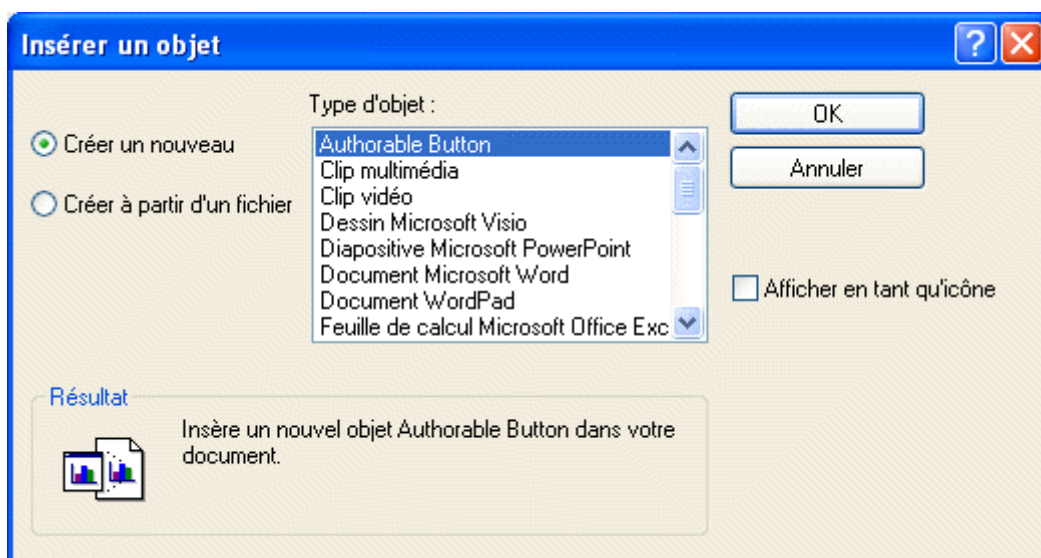 Insérer un objet
Type d'objet :
Créer un nouveau
Créer à partir d'un fichier
Authorable Button
Clip multimédia
Clip vidéo
Dessin Microsoft Visio
Diapositive Microsoft PowerPoint
Document Microsoft Word
Document WordPad
Feuille de calcul Microsoft Office Exc
OK
Annuler
Afficher en tant qu'icône
Résultat
Insère un nouvel objet Authorable Button dans votre
document.